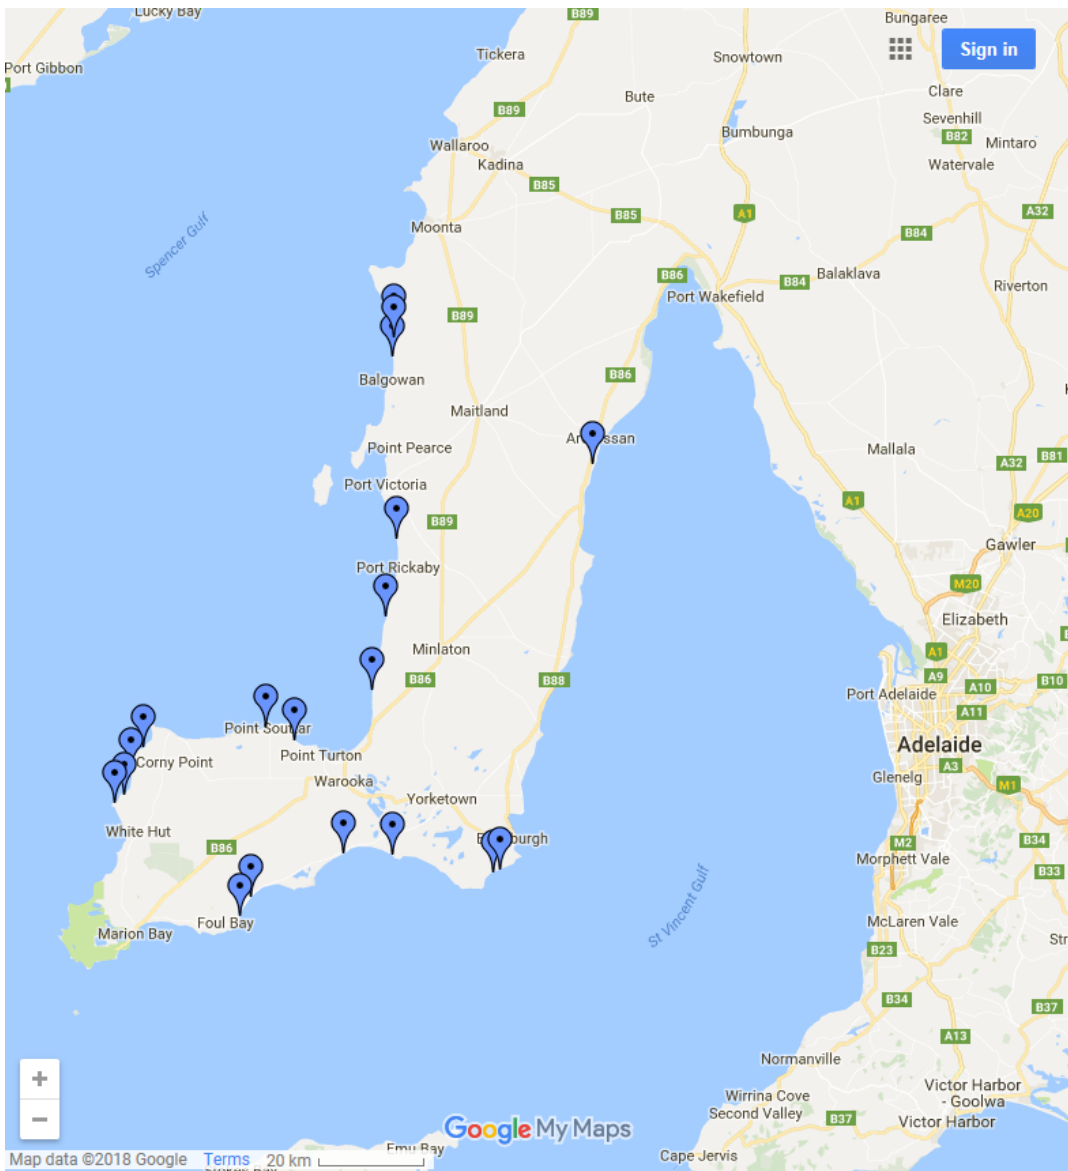 Lucky Bay
B89
Bungaree
Port Gibbon
Tickera
Snowtown
Sign in
Bute
Clare
B89
Sevenhill
Bumbunga
B82
Mintaro
Wallaroo
Kadina
Watervale
B85
B85
A1
A32
Spencer Gulf
Moonta
B84
B86
B84
Balaklava
Port Wakefield
Riverton
B89
B86
Balgowan
Maitland
Point Pearce
Mallala
B81
A32
Port Victoria
A1
B89
A20
Gawler
Port Rickaby
M20
Elizabeth
Minlaton
A1
B86
B88
A9
A10
B10
Port Adelaide
A11
Point Turton
Adelaide
Corny Point
A3
Warooka
Glenelg
M1
Yorketown
White Hut
M2
B34
B86
Morphett Vale
B33
St Vincent Gulf
Foul Bay
McLaren Vale
Marion Bay
B23
B34
B37
A13
Normanville
Victor Harbor
- Goolwa
Wirrina Cove
Second Valley
B37
Victor Harbor
Google My Maps
Emu Bay
Cape Jervis
Map data ©2018 Google Terms 20 km